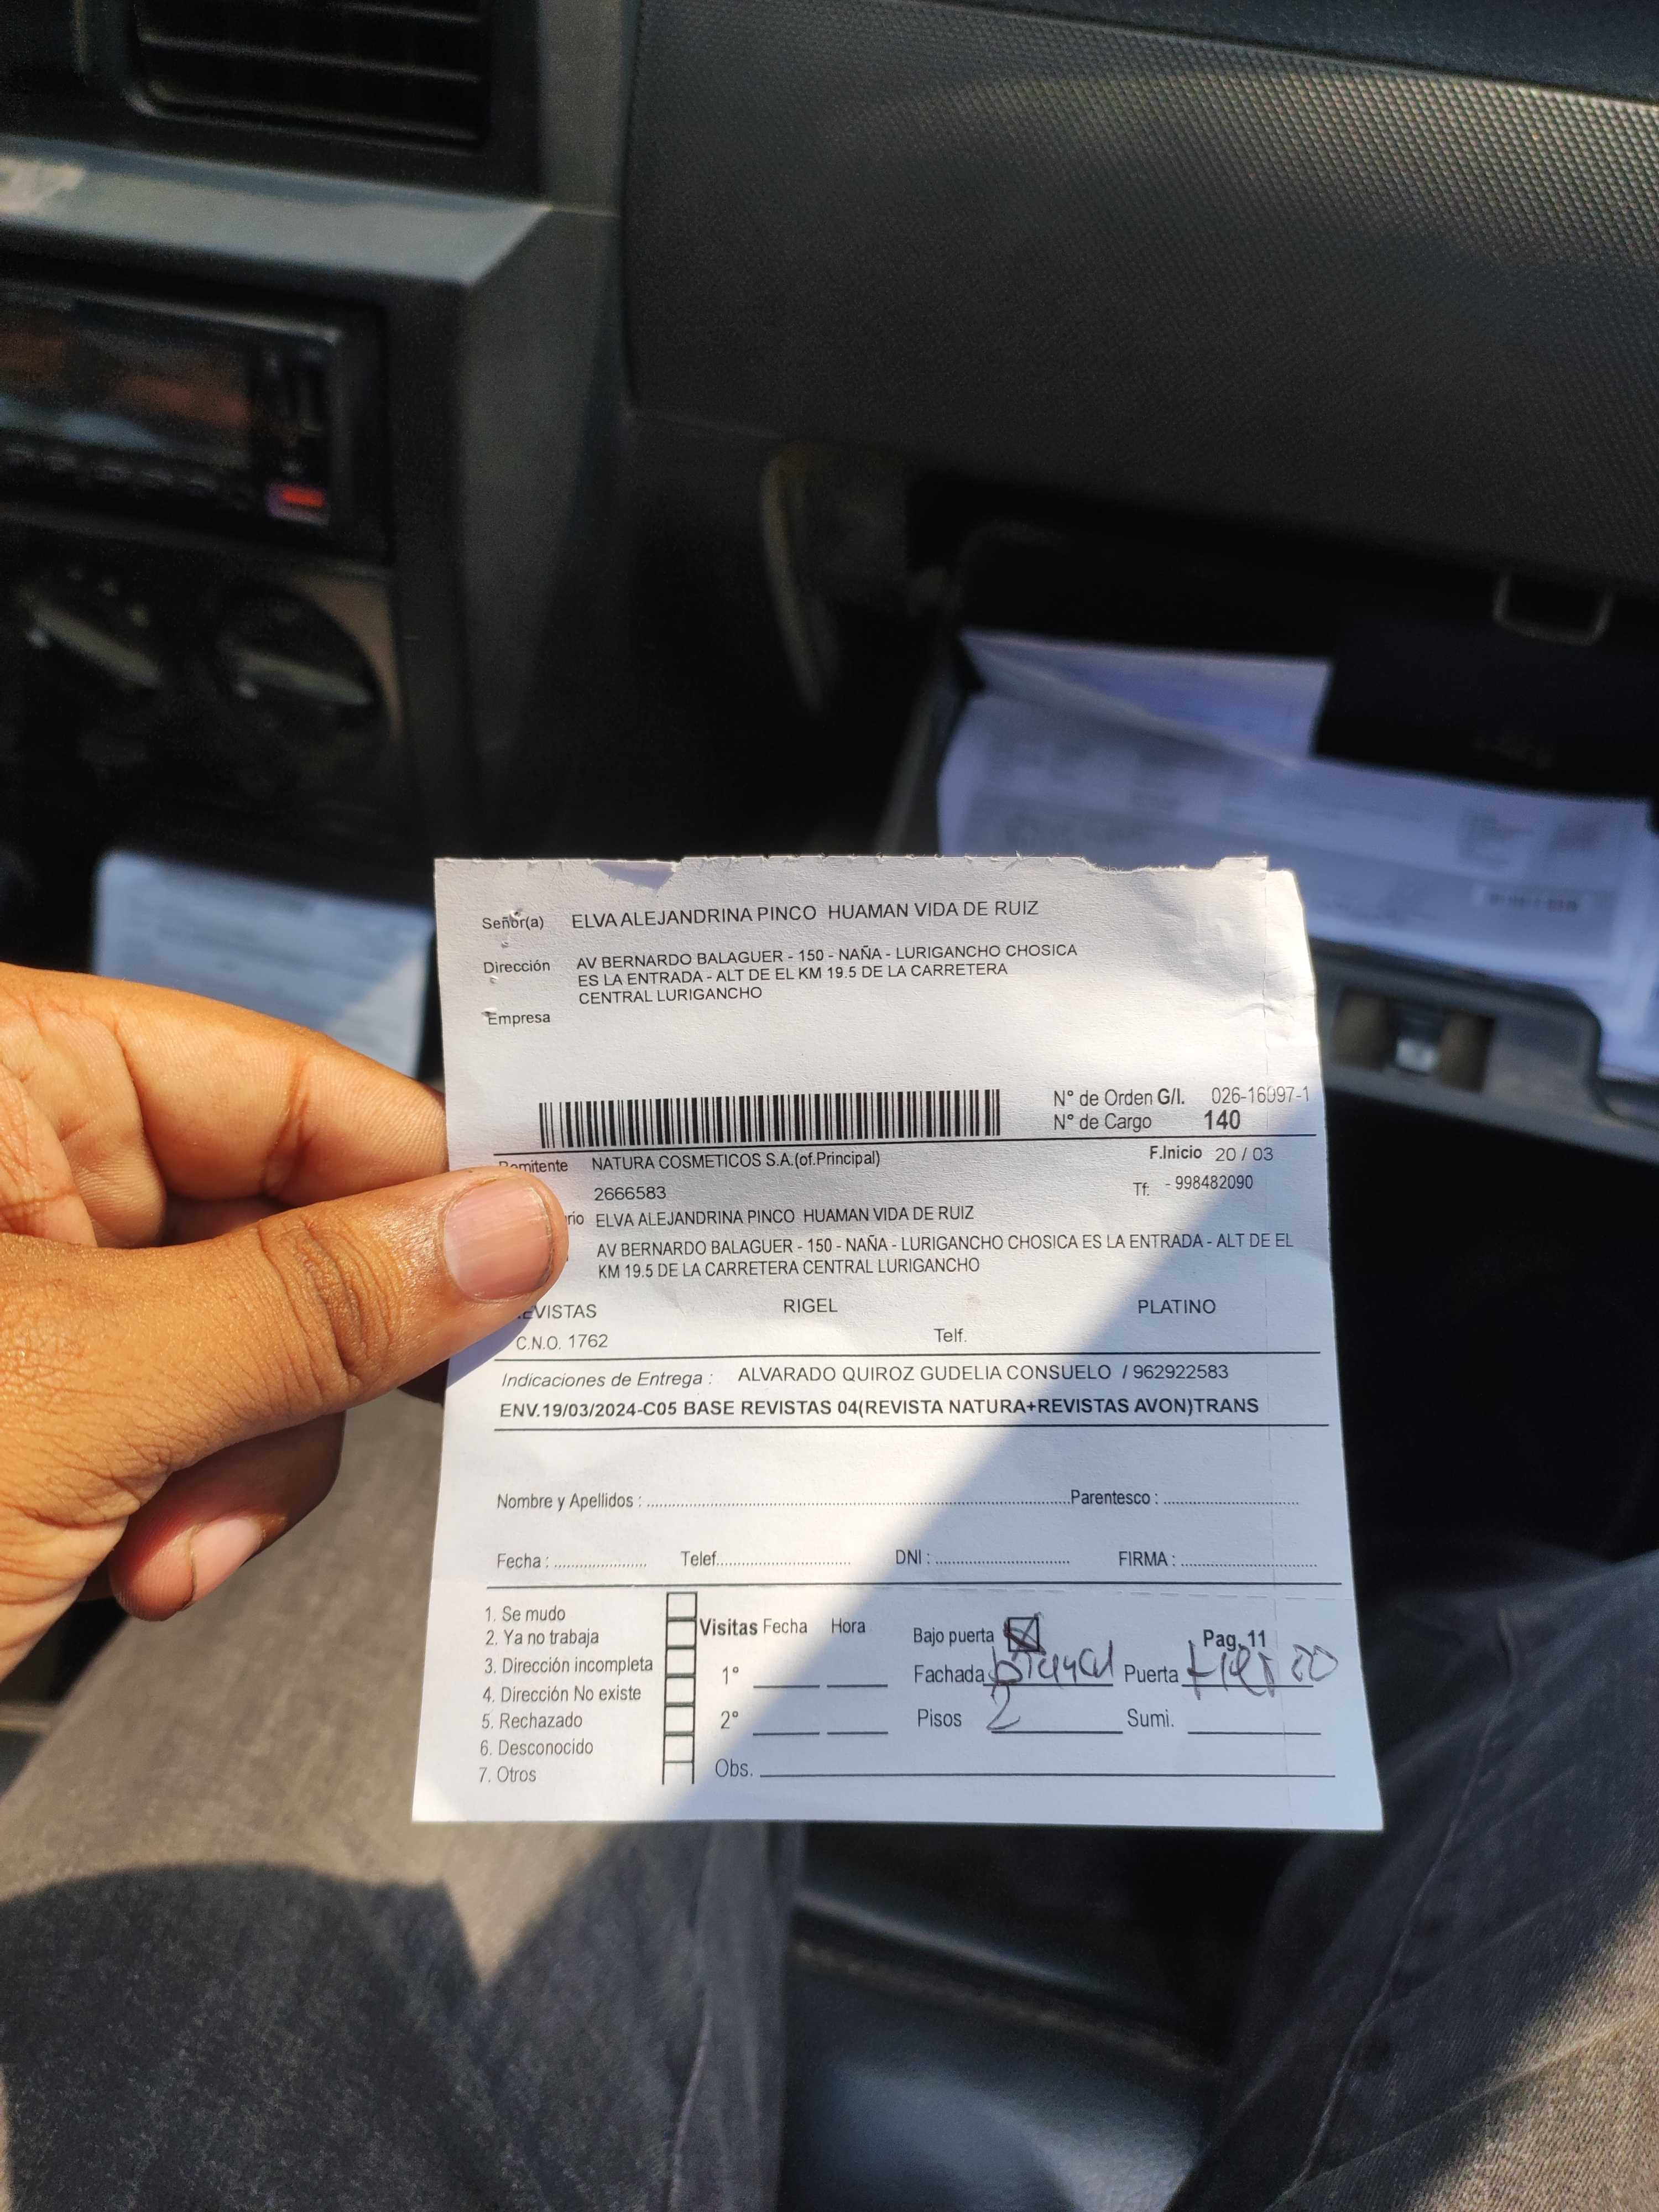 Señor(a) ELVA ALEJANDRINA PINCO HUAMAN VIDA DE RUIZ
Dirección AV BERNARDO BALAGUER - 150 - NAÑA - LURIGANCHO CHOSICA
ES LA ENTRADA - ALT DE EL KM 19.5 DE LA CARRETERA
CENTRAL LURIGANCHO
Empresa
N° de Orden G/I. 026-16097-1
N° de Cargo 140
Remitente NATURA COSMETICOS S.A.(of.Principal) F.Inicio 20 / 03
2666583 Tf: - 998482090
rio ELVA ALEJANDRINA PINCO HUAMAN VIDA DE RUIZ
AV BERNARDO BALAGUER - 150 - NAÑA - LURIGANCHO CHOSICA ES LA ENTRADA - ALT DE EL
KM 19.5 DE LA CARRETERA CENTRAL LURIGANCHO
EVISTAS RIGEL PLATINO
C.N.O. 1762 Telf.
Indicaciones de Entrega : ALVARADO QUIROZ GUDELIA CONSUELO / 962922583
ENV.19/03/2024-C05 BASE REVISTAS 04(REVISTA NATURA+REVISTAS AVON)TRANS
Nombre y Apellidos : Parentesco :
Fecha : Telef. DNI : FIRMA :
1. Se mudo
2. Ya no trabaja
3. Dirección incompleta
4. Dirección No existe
5. Rechazado
6. Desconocido
7. Otros
Visitas Fecha Hora
1°
2°
Obs.
Bajo puerta Pag. 11
Fachada Puerta
Pisos 2 Sumi.